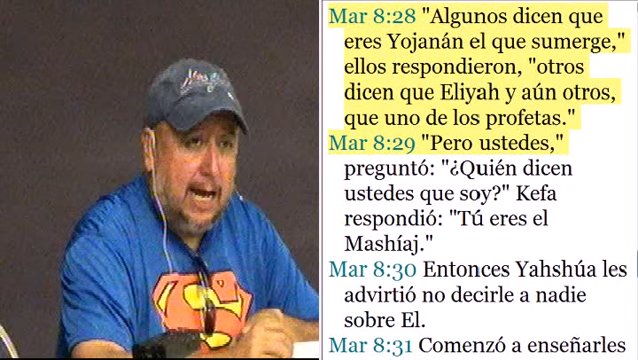 Mar 8:28 "Algunos dicen que
eres Yojanán el que sumerge,"
ellos respondieron, "otros
dicen que Eliyah y aún otros,
que uno de los profetas."
Mar 8:29 "Pero ustedes,"
preguntó: "¿Quién dicen
ustedes que soy?" Kefa
respondió: "Tú eres el
Mashíaj."
Mar 8:30 Entonces Yahshúa les
advirtió no decirle a nadie
sobre El.
Mar 8:31 Comenzó a enseñarles